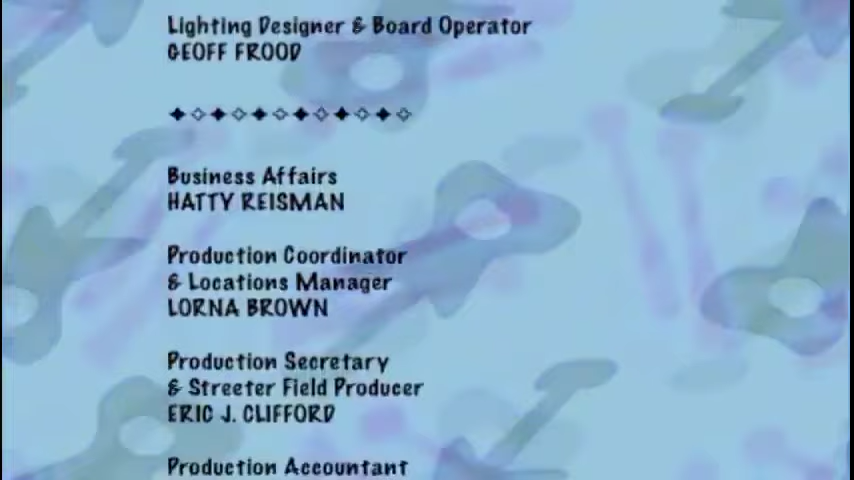 Lighting Designer & Board Operator
GEOFF FROOD
Business Affairs
HATTY REISMAN
Production Coordinator
& Locations Manager
LORNA BROWN
Production Secretary
& Streeter Field Producer
ERIC J. CLIFFORD
Production Accountant